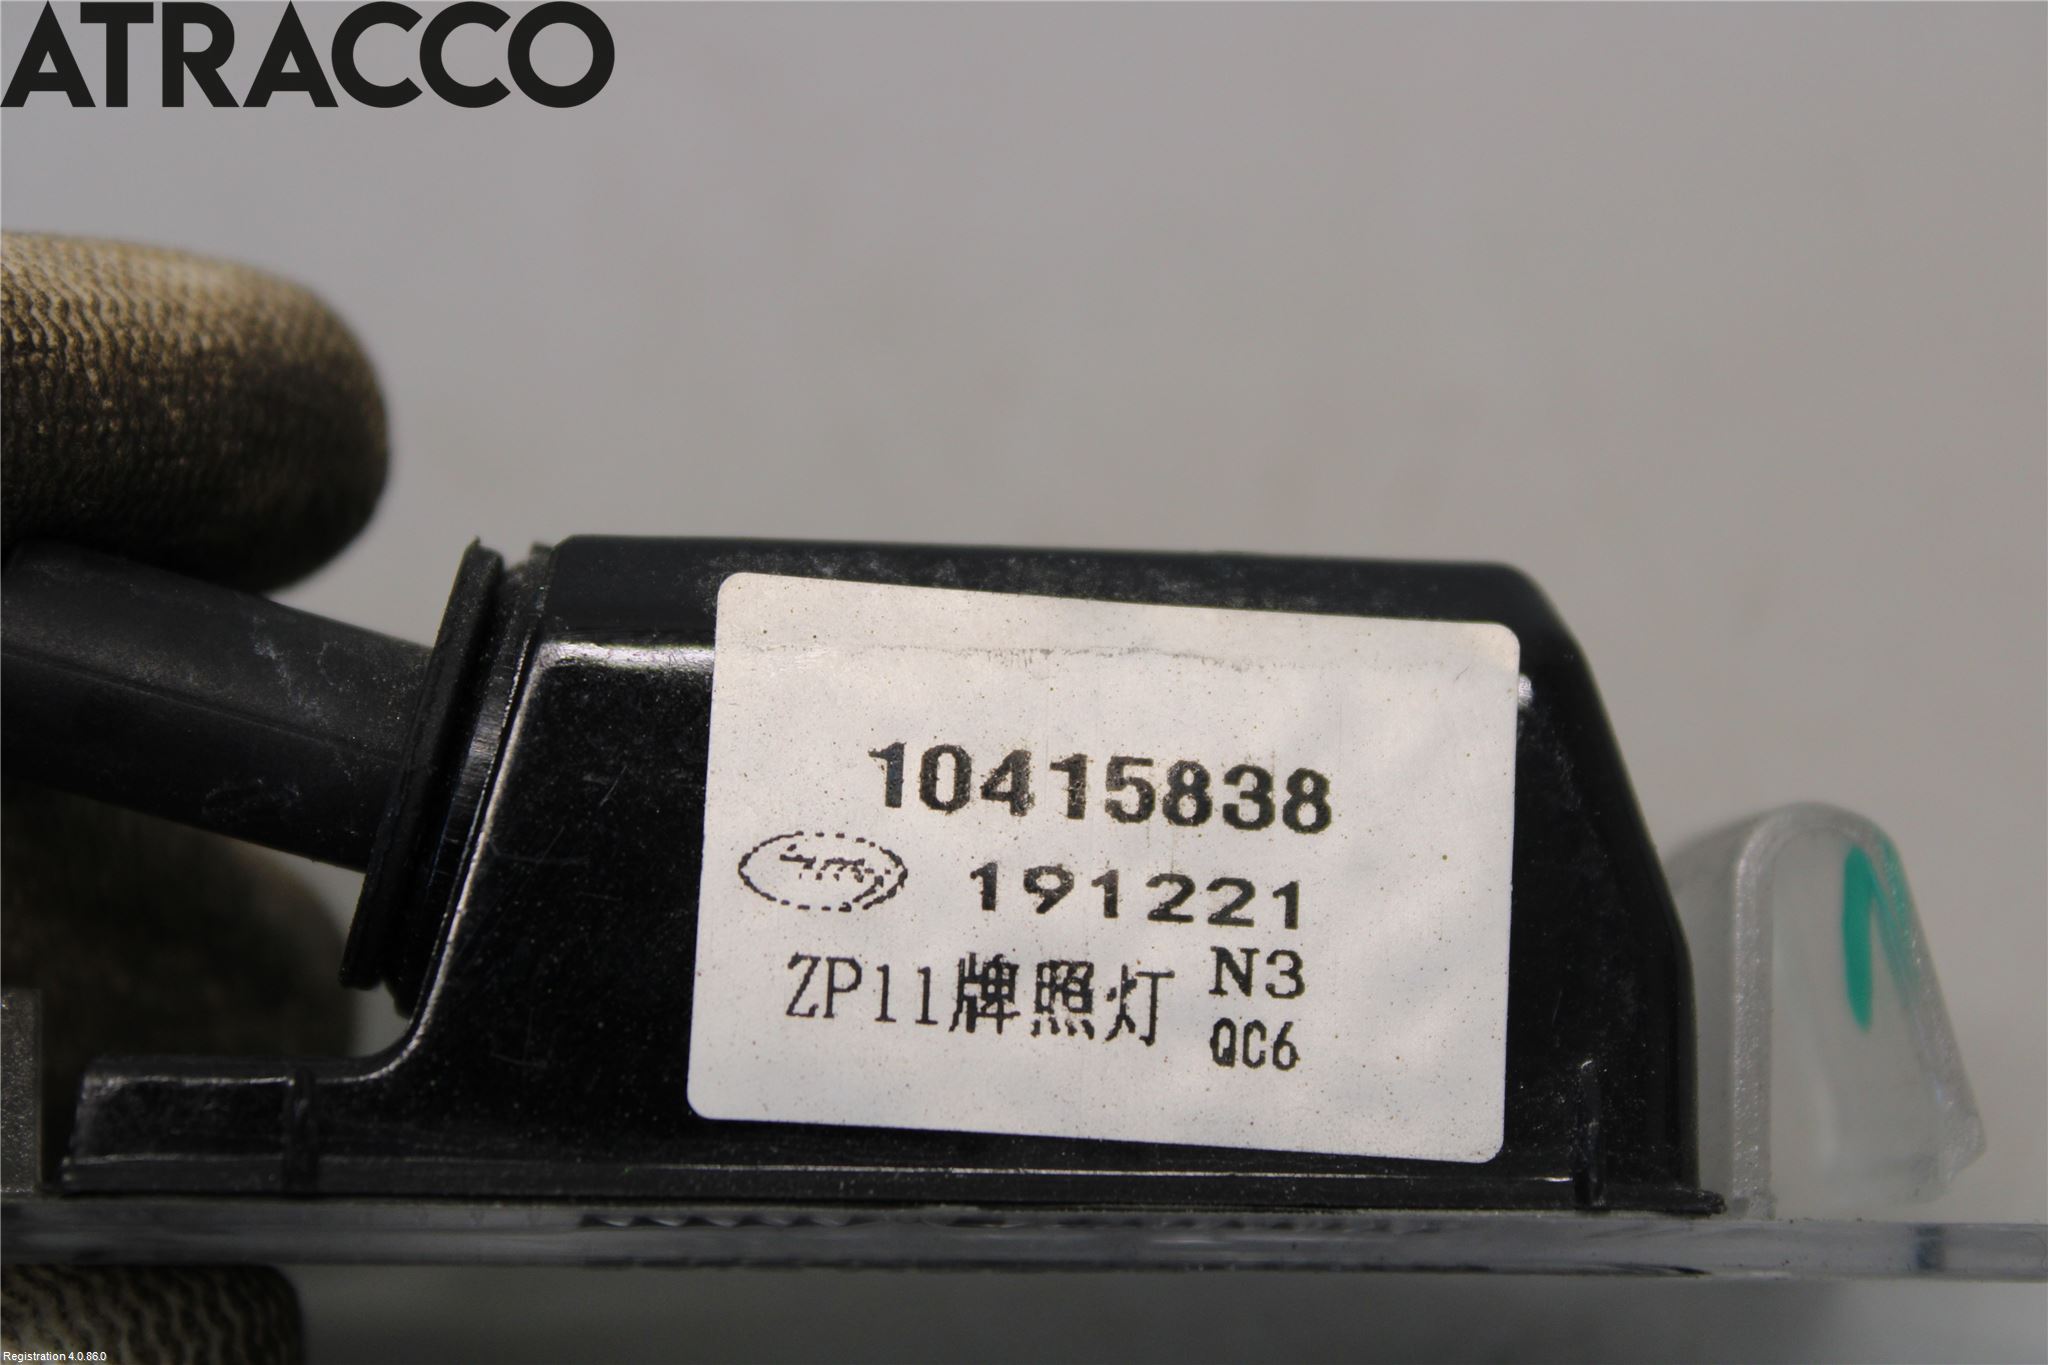 ATRACCO
10415838
191221
ZP11牌照灯 N3
QC6
Registration 4.0.86.0